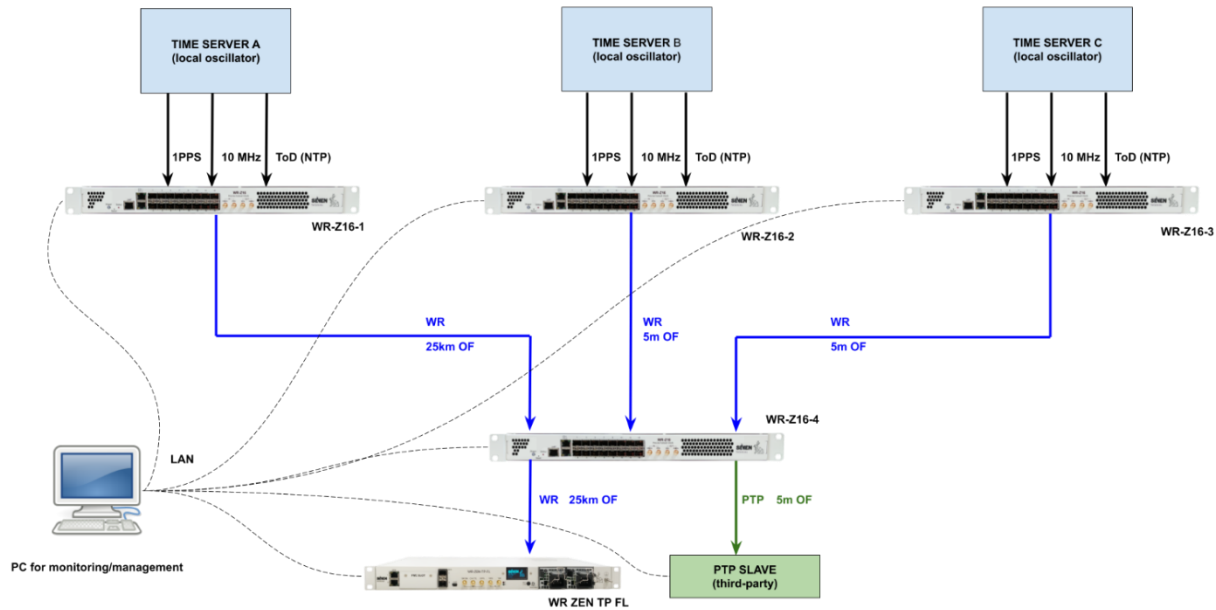 TIME SERVER A
(local oscillator)
TIME SERVER B
(local oscillator)
TIME SERVER C
(local oscillator)
1PPS
10 MHz
ToD (NTP)
1PPS
10 MHz
ToD (NTP)
1PPS
10 MHz
ToD (NTP)
WR-Z16-1
WR-Z16-2
WR-Z16-3
WR
25km OF
WR
5m OF
WR
5m OF
WR-Z16-4
LAN
WR 25km OF
PTP 5m OF
PC for monitoring/management
PTP SLAVE
(third-party)
WR ZEN TP FL